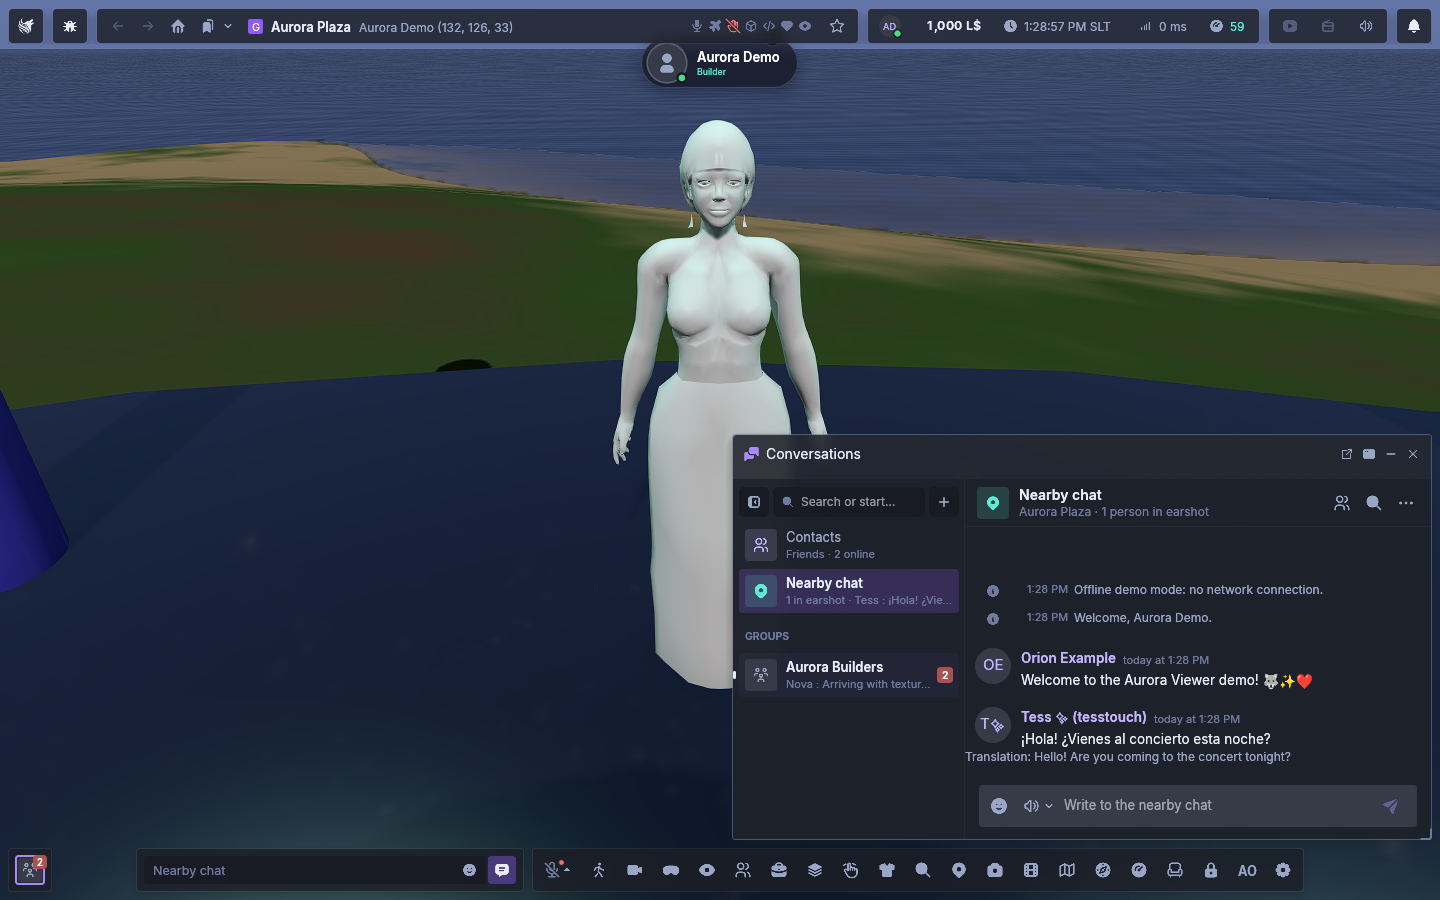 G Aurora Plaza Aurora Demo (132, 126, 33)
AD 1,000 L$ 1:28:57 PM SLT 0 ms 59
Aurora Demo
Builder
Conversations
Search or start...
Contacts
Friends · 2 online
Nearby chat
1 in earshot · Tess : ¡Hola! ¿Vie...
GROUPS
Aurora Builders
Nova : Arriving with textur...
2
Nearby chat
Aurora Plaza · 1 person in earshot
1:28 PM Offline demo mode: no network connection.
1:28 PM Welcome, Aurora Demo.
OE
Orion Example today at 1:28 PM
Welcome to the Aurora Viewer demo! 🐺✨❤️
T✨
Tess ✨ (tesstouch) today at 1:28 PM
¡Hola! ¿Vienes al concierto esta noche?
Translation: Hello! Are you coming to the concert tonight?
Write to the nearby chat
2
Nearby chat
AO